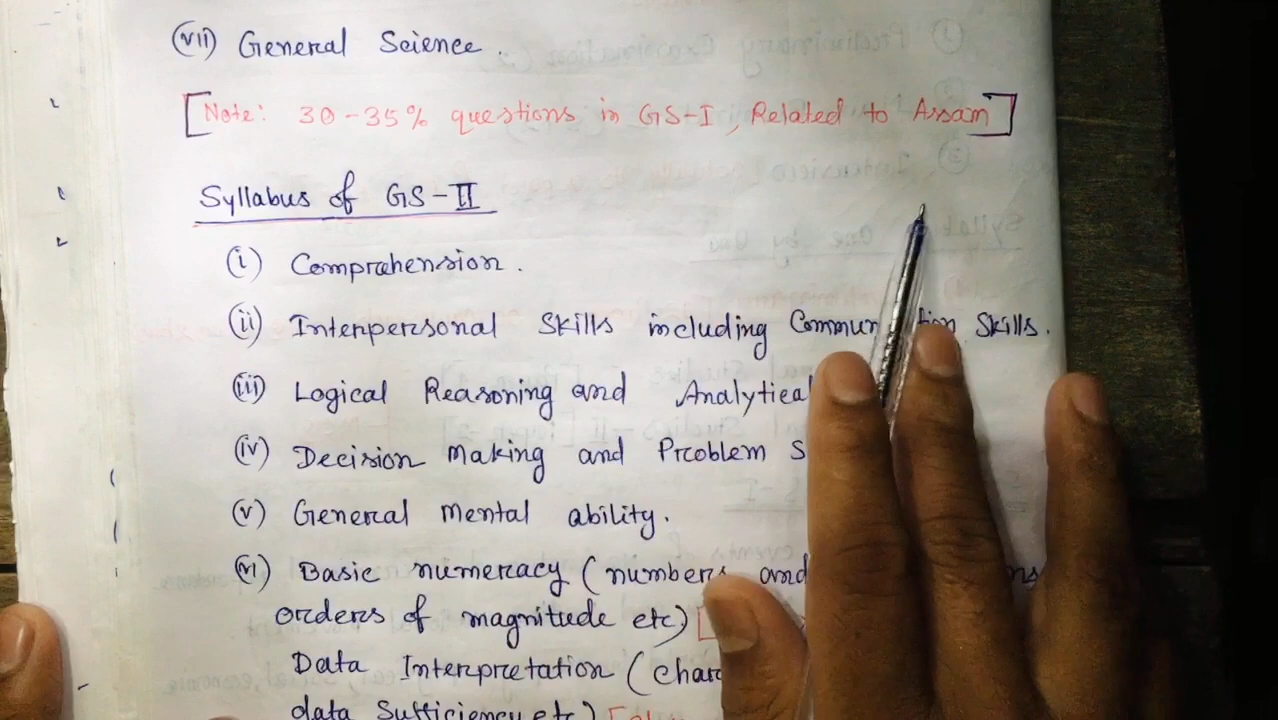 (vii) General Science.
[Note: 30-35% questions in GS-I, Related to Assam]
Syllabus of GS-II
(i) Comprehension.
(ii) Interpersonal Skills including Skills.
(iii) Logical Reasoning and Analytical
(iv) Decision Making and Problem S
(v) General mental ability.
(vi) Basic numeracy (numbers and
orders of magnitude etc) [
Data Interpretation (char
data Sufficiency etc) [